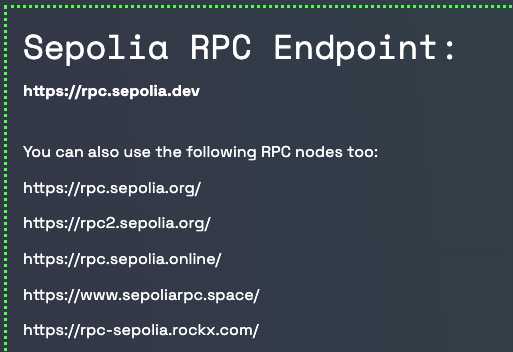 Sepolia RPC Endpoint:
https://rpc.sepolia.dev
You can also use the following RPC nodes too:
https://rpc.sepolia.org/
https://rpc2.sepolia.org/
https://rpc.sepolia.online/
https://www.sepoliarpc.space/
https://rpc-sepolia.rockx.com/